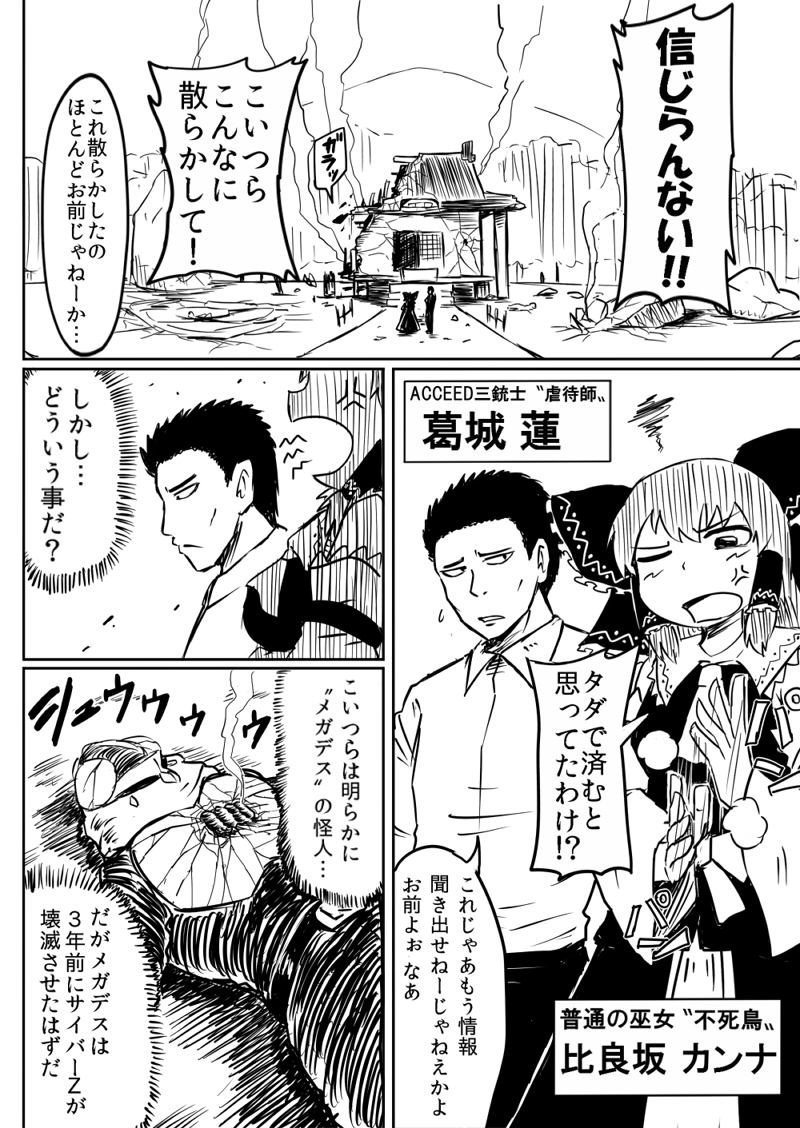 信じらんない!!
こいつら
こんなに
散らかして!
ガラッ
これ散らかしたの
ほとんどお前じゃねーか…
ACCEED三銃士〝虐待師〟
葛城 蓮
タダで済むと
思ってたわけ!?
パン
パン
これじゃあもう情報
聞き出せねーじゃねえかよ
お前よぉ なあ
普通の巫女〝不死鳥〟
比良坂 カンナ
しかし…
どういう事だ?
こいつらは明らかに
〝メガデス〟の怪人…
シュウウゥゥ
だがメガデスは
3年前にサイバーZが
壊滅させたはずだ